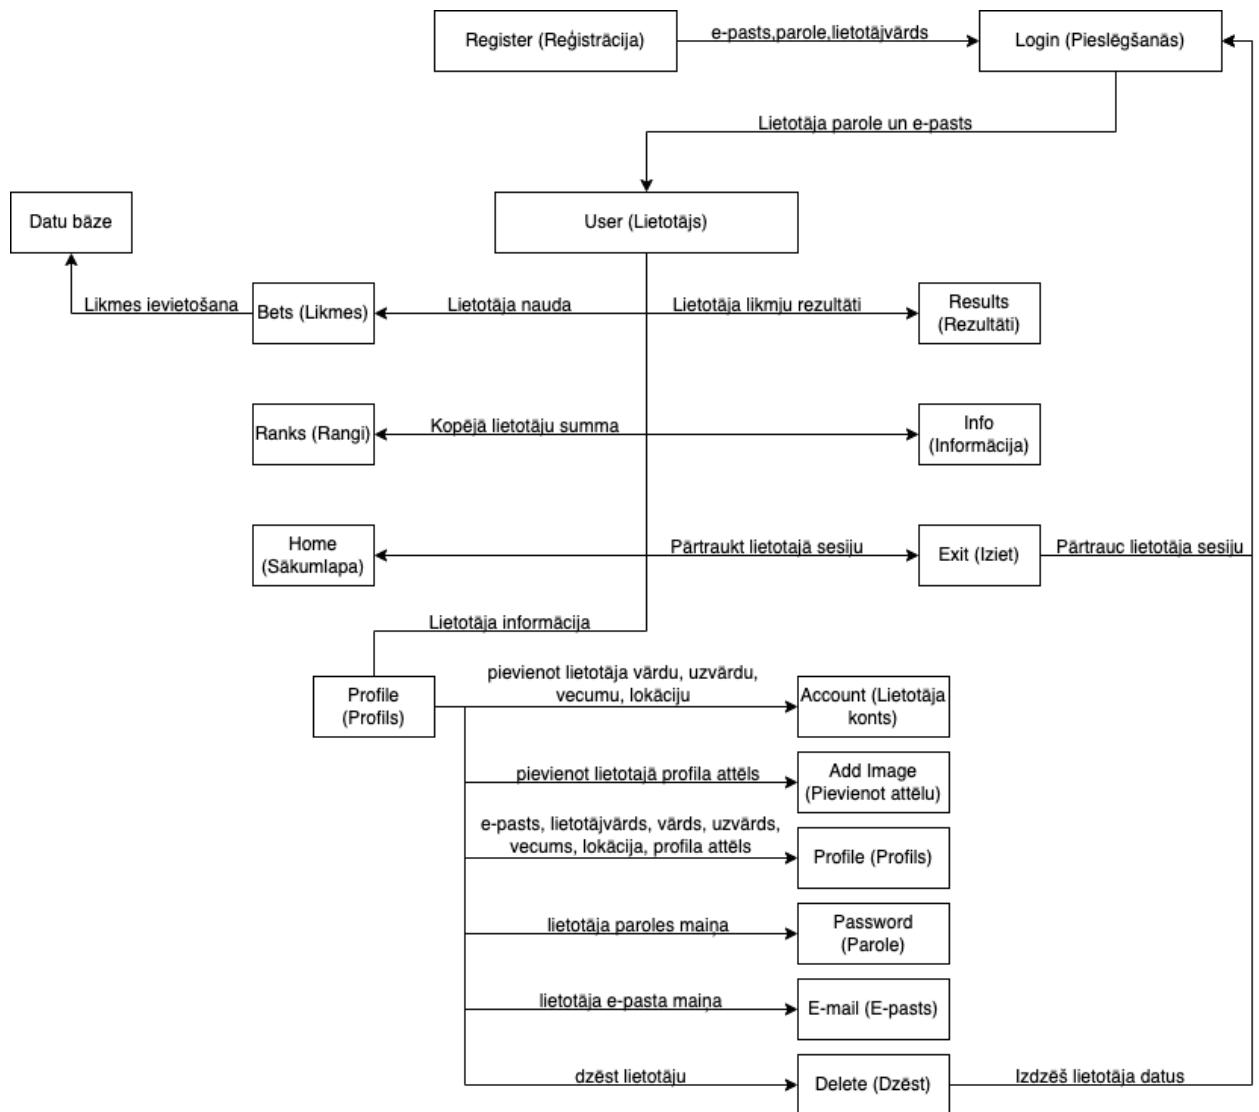 Register (Reģistrācija)
e-pasts,parole,lietotājvārds
Login (Pieslēgšanās)
Lietotāja parole un e-pasts
Datu bāze
User (Lietotājs)
Likmes ievietošana
Bets (Likmes)
Lietotāja nauda
Lietotāja likmju rezultāti
Results
(Rezultāti)
Ranks (Rangi)
Kopējā lietotāju summa
Info
(Informācija)
Home
(Sākumlapa)
Pārtraukt lietotajā sesiju
Exit (Iziet)
Pārtrauc lietotāja sesiju
Lietotāja informācija
Profile
(Profils)
pievienot lietotāja vārdu, uzvārdu,
vecumu, lokāciju
Account (Lietotāja
konts)
pievienot lietotajā profila attēls
Add Image
(Pievienot attēlu)
e-pasts, lietotājvārds, vārds, uzvārds,
vecums, lokācija, profila attēls
Profile (Profils)
lietotāja paroles maiņa
Password
(Parole)
lietotāja e-pasta maiņa
E-mail (E-pasts)
dzēst lietotāju
Delete (Dzēst)
Izdzēš lietotāja datus